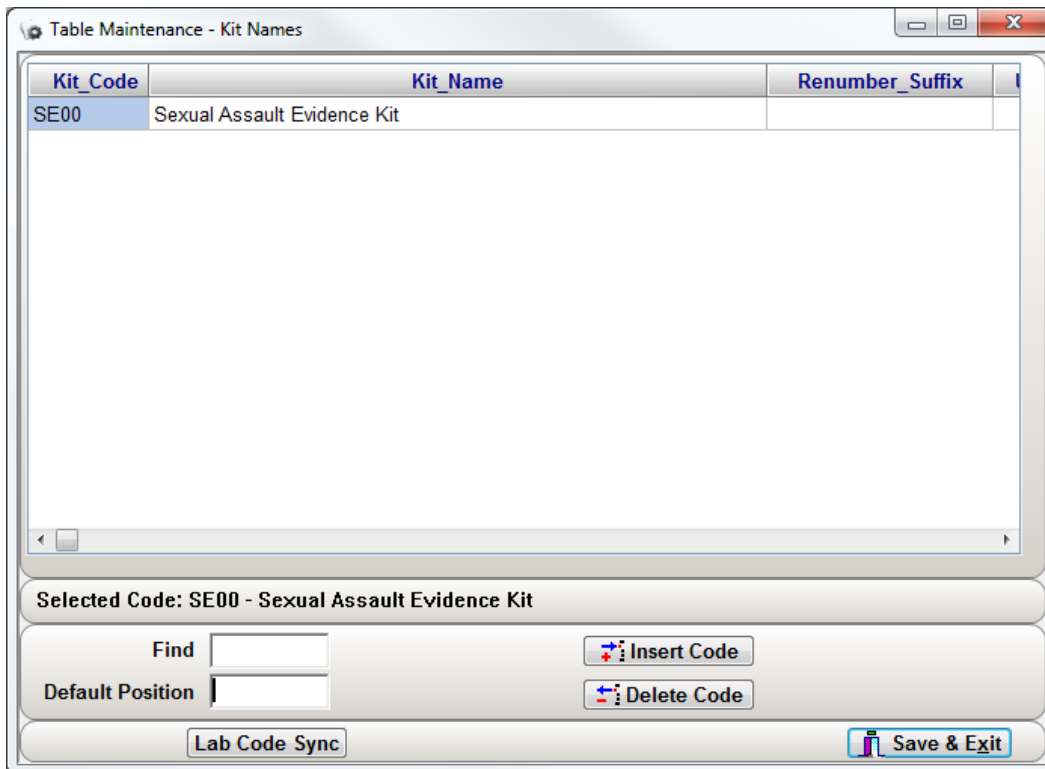 Table Maintenance - Kit Names
Kit_Code Kit_Name Renumber_Suffix
SE00 Sexual Assault Evidence Kit
Selected Code: SE00 - Sexual Assault Evidence Kit
Find Insert Code
Default Position Delete Code
Lab Code Sync Save & Exit